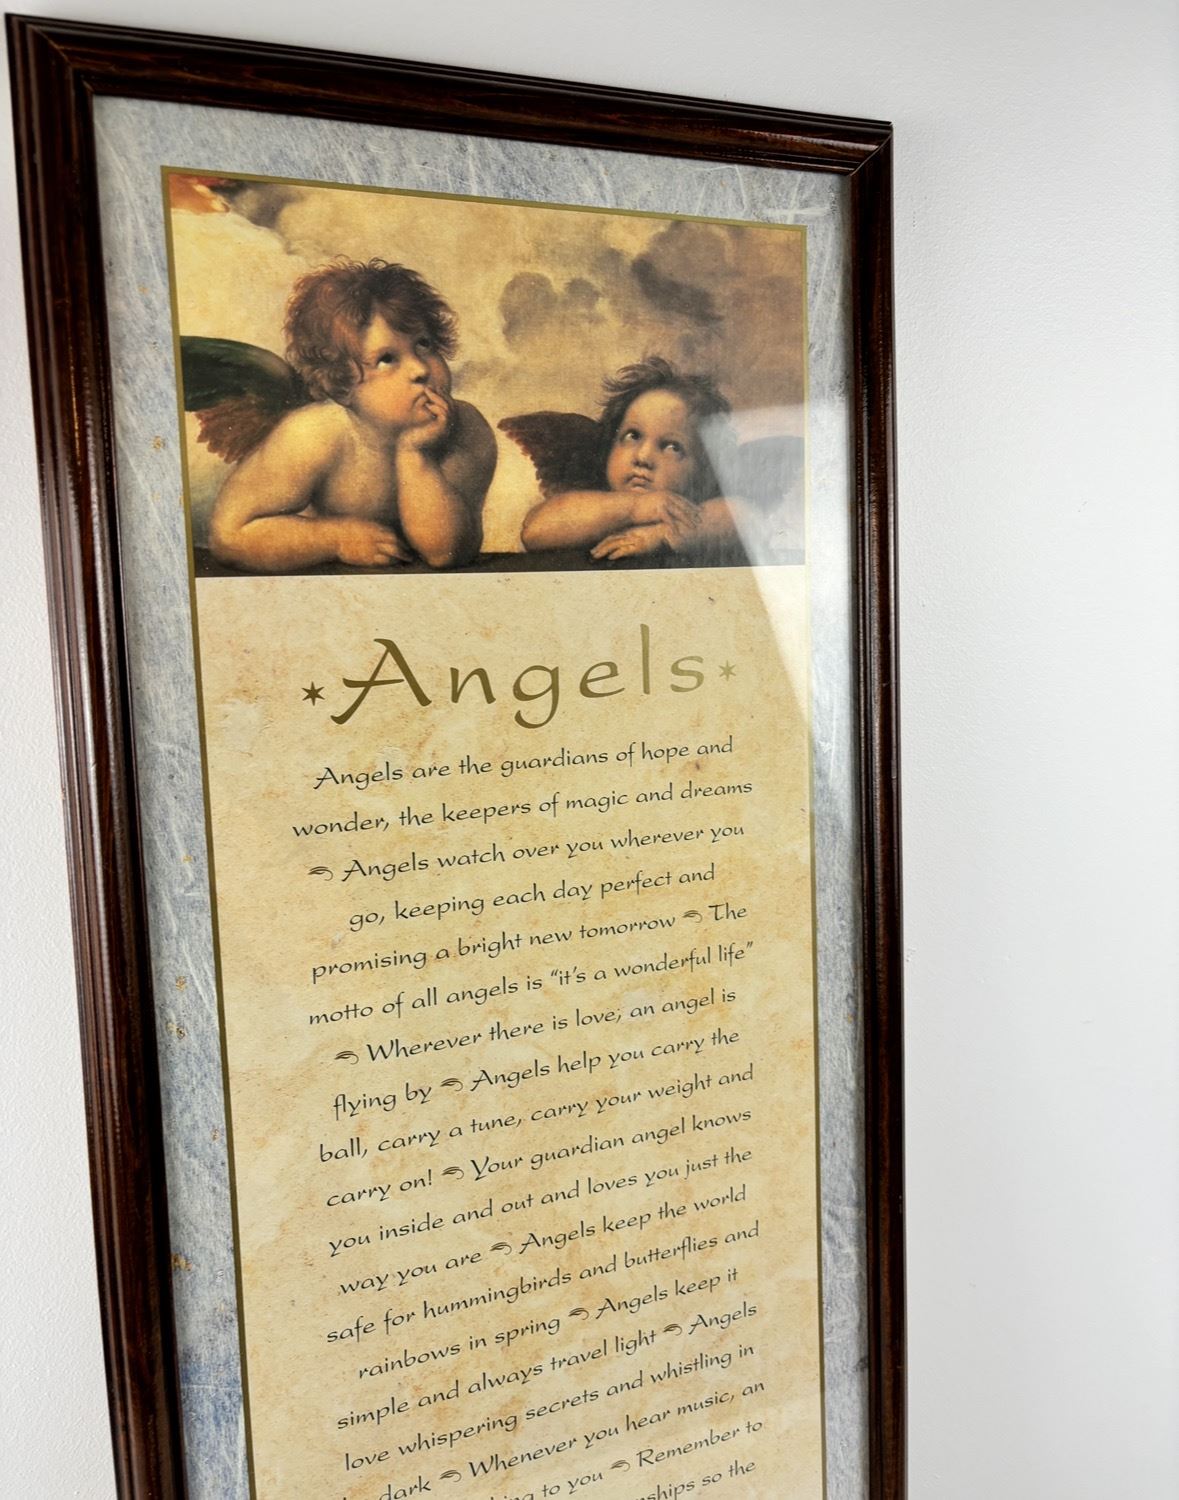 Angels
Angels are the guardians of hope and
wonder, the keepers of magic and dreams
Angels watch over you wherever you
go, keeping each day perfect and
promising a bright new tomorrow The
motto of all angels is "it's a wonderful life"
Wherever there is love, an angel is
flying by Angels help you carry the
ball, carry a tune, carry your weight and
carry on! Your guardian angel knows
you inside and out and loves you just the
way you are Angels keep the world
safe for hummingbirds and butterflies and
rainbows in spring Angels keep it
simple and always travel light Angels
love whispering secrets and whistling in
dark Whenever you hear music, an
to you Remember to
so the